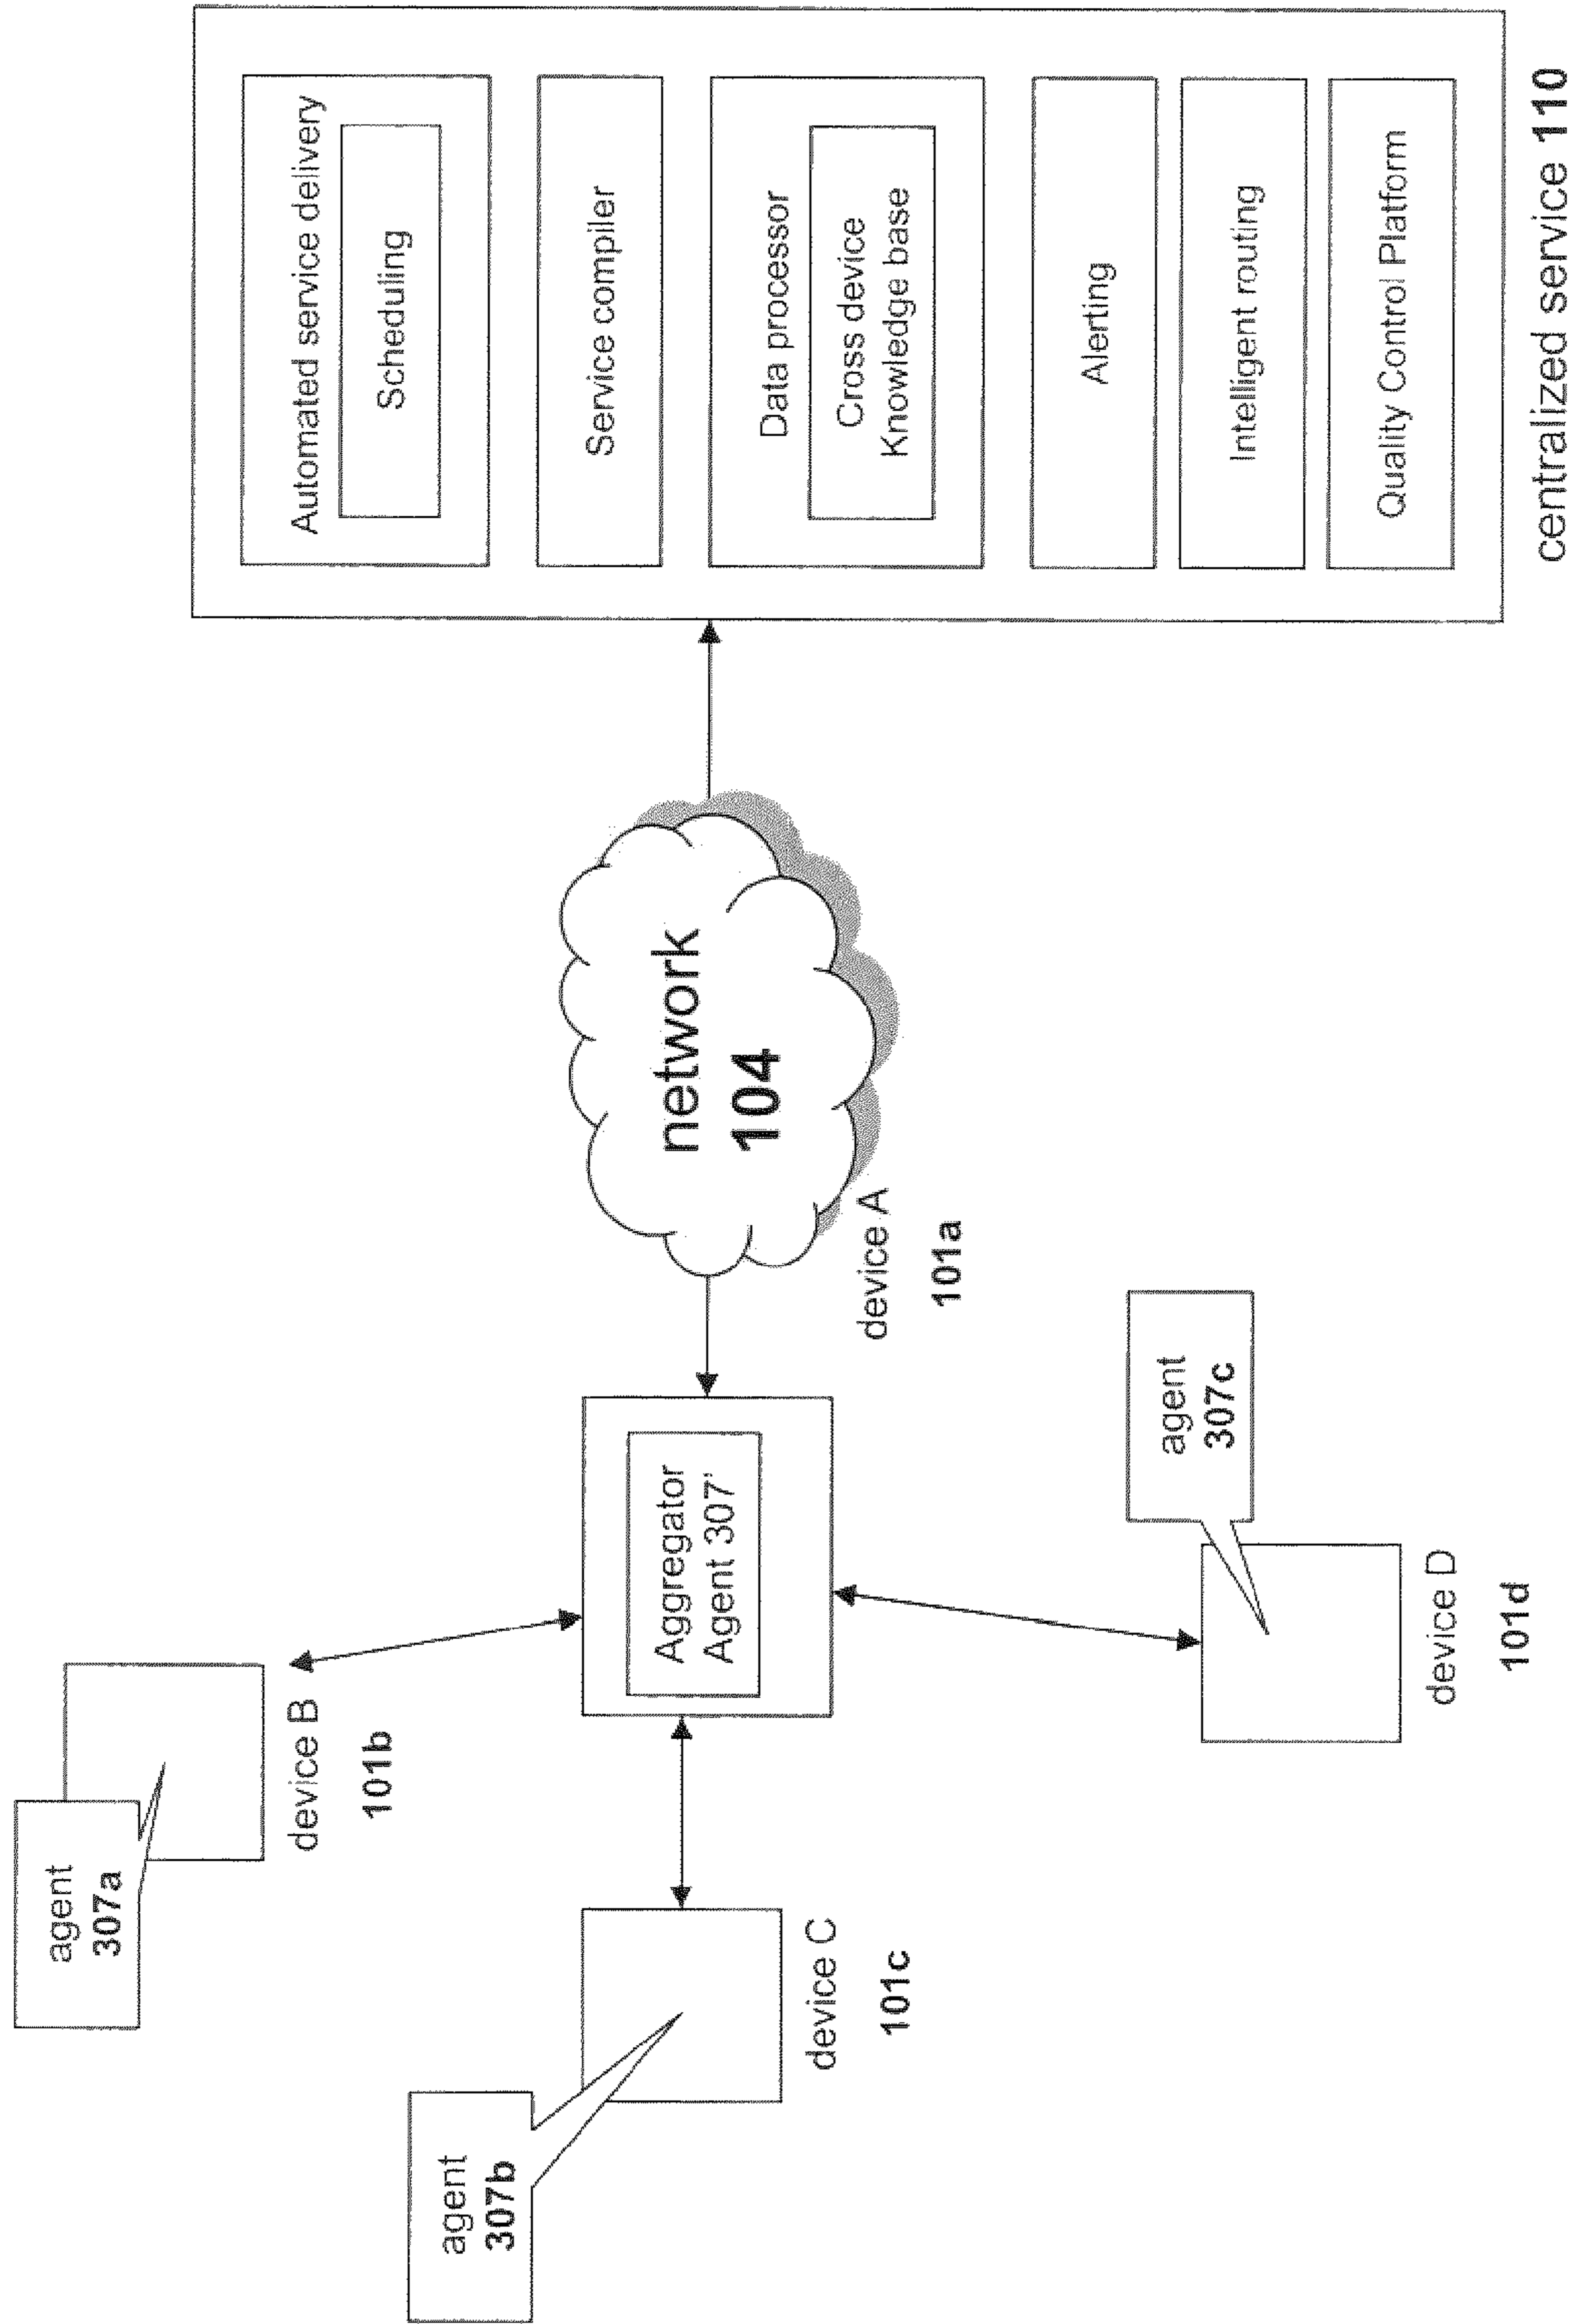 agent
307a
device B
101b
agent
307b
device C
101c
Aggregator
Agent 307'
device A
101a
agent
307c
device D
101d
network
104
Automated service delivery
Scheduling
Service compiler
Data processor
Cross device
Knowledge base
Alerting
Intelligent routing
Quality Control Platform
centralized service 110